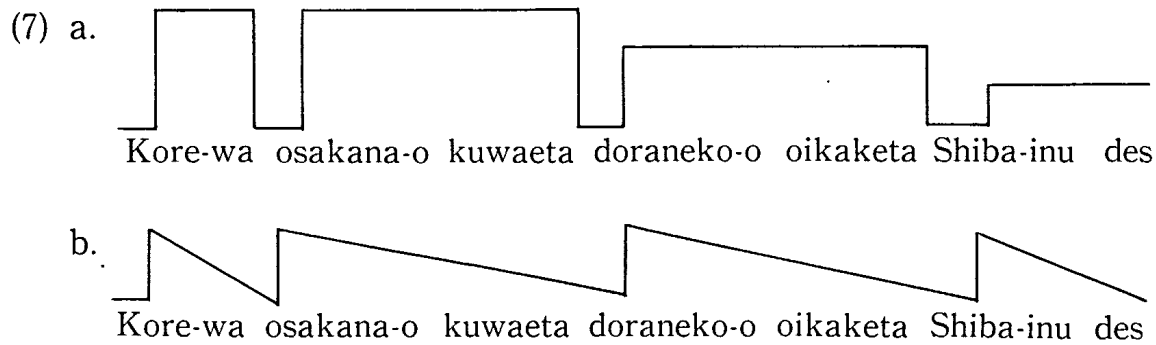 (7) a.
Kore-wa osakana-o kuwaeta doraneko-o oikaketa Shiba-inu des
b.
Kore-wa osakana-o kuwaeta doraneko-o oikaketa Shiba-inu des